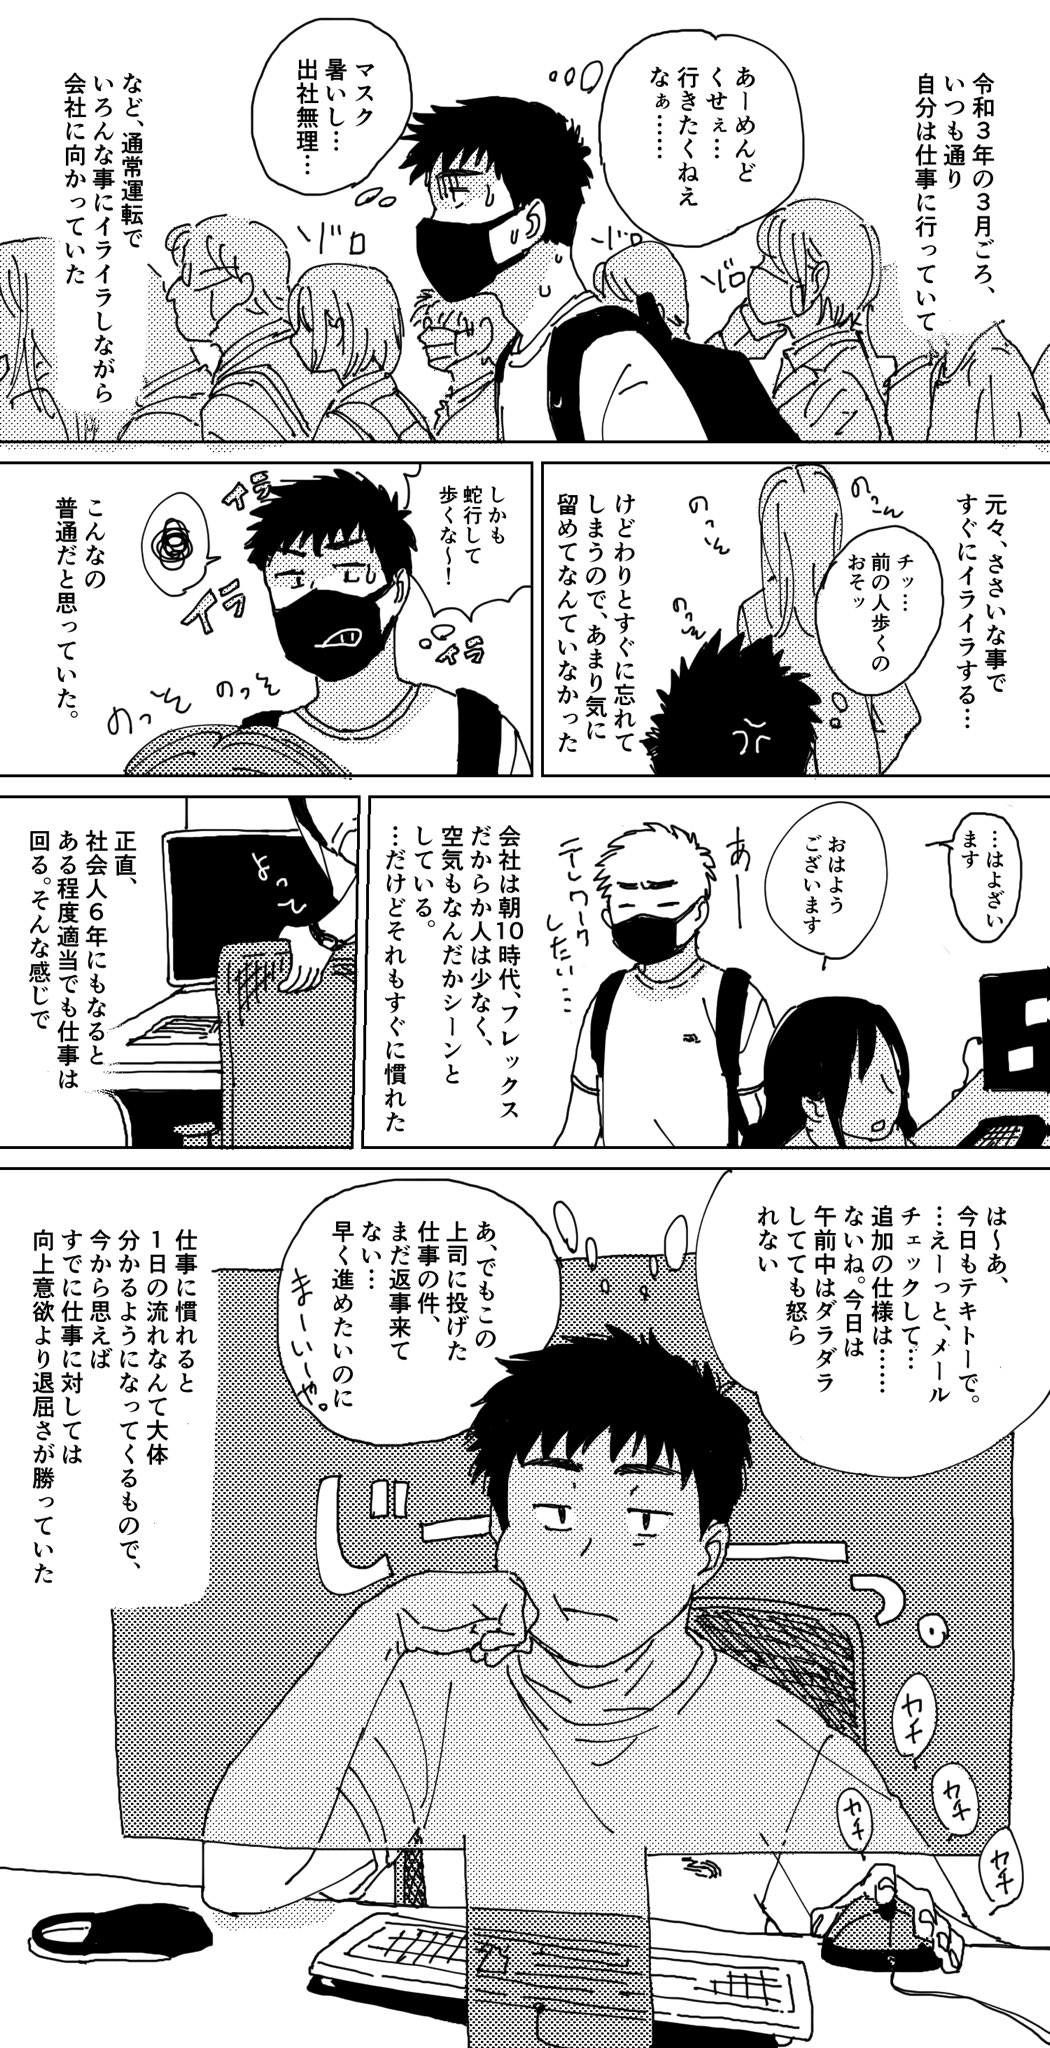 令和３年の３月ごろ、
いつも通り
自分は仕事に行っていて
あーめんど
くせぇ…
行きたくねえ
なぁ……
マスク
暑いし…
出社無理…
ゾロ
ゾロ
ゾロ
など、通常運転で
いろんな事にイライラしながら
会社に向かっていた
元々、ささいな事で
すぐにイライラする…
のっそ
のっそ
のっそ
チッ…
前の人歩くの
おそッ
けどわりとすぐに忘れて
しまうので、あまり気に
留めてなんていなかった
しかも
蛇行して
歩くな〜!
イラ
イラ
イラ
のっそ
のっそ
こんなの
普通だと思っていた。
…はよざい
ます
おはよう
ございます
あー
テレワーク
したい…
会社は朝10時代、フレックス
だからか人は少なく、
空気もなんだかシーンと
している。
…だけどそれもすぐに慣れた
よって
正直、
社会人６年にもなると
ある程度適当でも仕事は
回る。そんな感じで
は〜あ、
今日もテキトーで。
…えーっと、メール
チェックして…
追加の仕様は……
ないね。今日は
午前中はダラダラ
してても怒ら
れない
あ、でもこの
上司に投げた
仕事の件、
まだ返事来て
ない…
早く進めたいのに
まーいーや。
じーーっ。
カチ
カチ
カチ
カチ
仕事に慣れると
１日の流れなんて大体
分かるようになってくるもので、
今から思えば
すでに仕事に対しては
向上意欲より退屈さが勝っていた